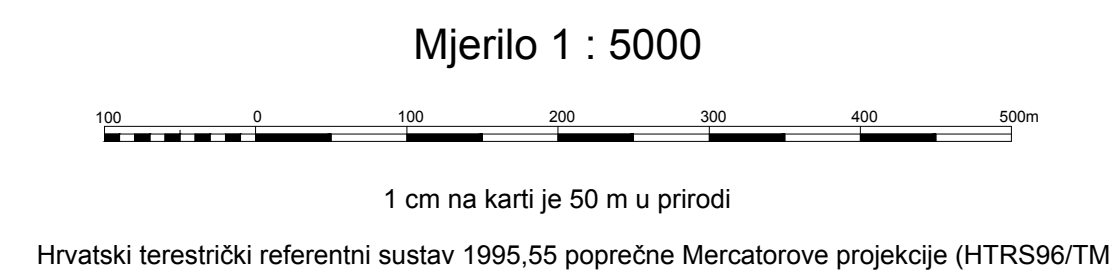 Mjerilo 1 : 5000
100 0 100 200 300 400 500m
1 cm na karti je 50 m u prirodi
Hrvatski terestrički referentni sustav 1995,55 poprečne Mercatorove projekcije (HTRS96/TM